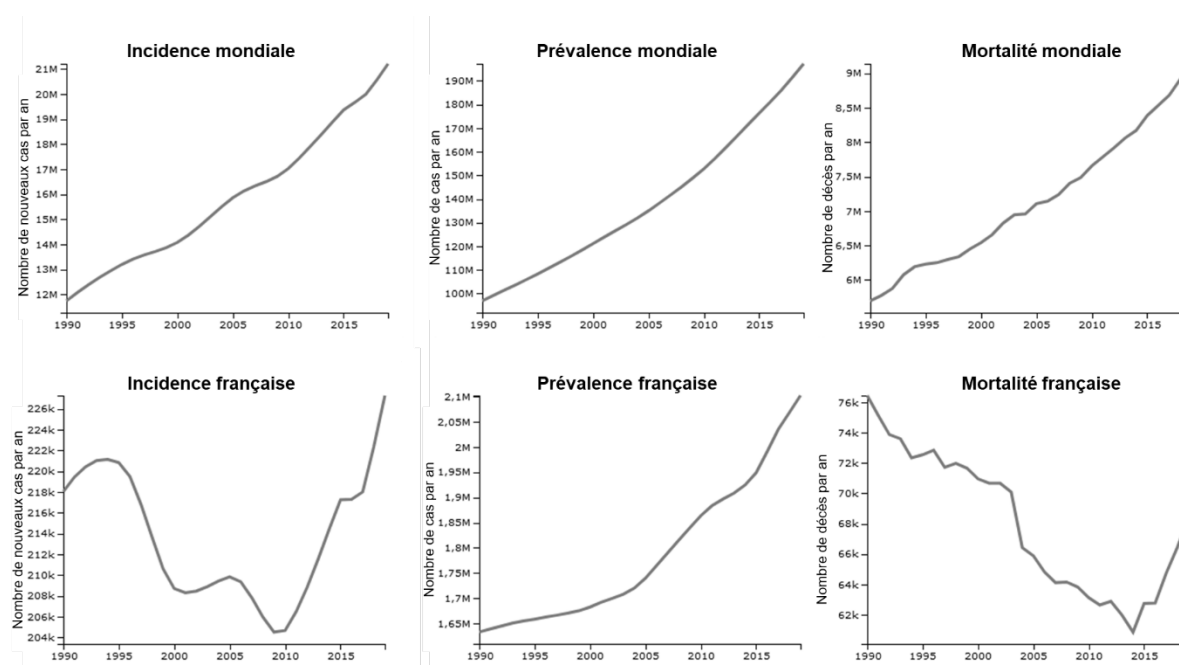 Incidence mondiale
Nombre de nouveaux cas par an
21M
20M
19M
18M
17M
16M
15M
14M
13M
12M
1990 1995 2000 2005 2010 2015
Prévalence mondiale
Nombre de cas par an
190M
180M
170M
160M
150M
140M
130M
120M
110M
100M
1990 1995 2000 2005 2010 2015
Mortalité mondiale
Nombre de décès par an
9M
8,5M
8M
7,5M
7M
6,5M
6M
1990 1995 2000 2005 2010 2015
Incidence française
Nombre de nouveaux cas par an
226k
224k
222k
220k
218k
216k
214k
212k
210k
208k
206k
204k
1990 1995 2000 2005 2010 2015
Prévalence française
Nombre de cas par an
2,1M
2,05M
2M
1,95M
1,9M
1,85M
1,8M
1,75M
1,7M
1,65M
1990 1995 2000 2005 2010 2015
Mortalité française
Nombre de décès par an
76k
74k
72k
70k
68k
66k
64k
62k
1990 1995 2000 2005 2010 2015